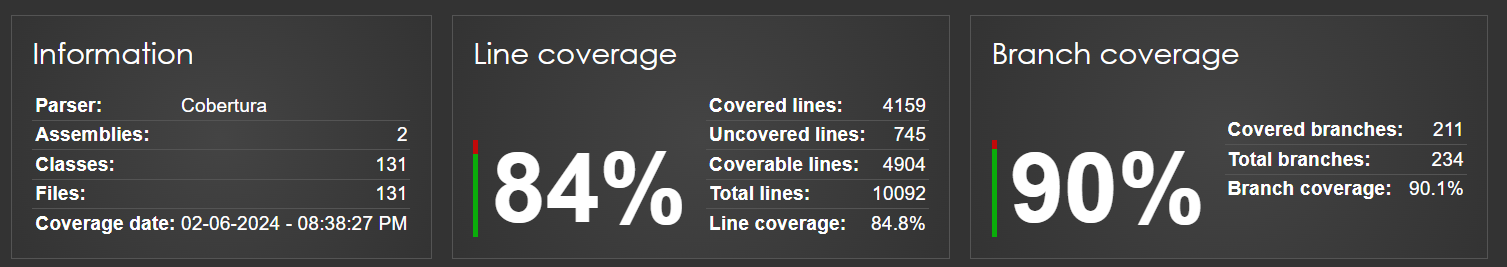 Information
Parser: Cobertura
Assemblies: 2
Classes: 131
Files: 131
Coverage date: 02-06-2024 - 08:38:27 PM
Line coverage
84%
Covered lines: 4159
Uncovered lines: 745
Coverable lines: 4904
Total lines: 10092
Line coverage: 84.8%
Branch coverage
90%
Covered branches: 211
Total branches: 234
Branch coverage: 90.1%